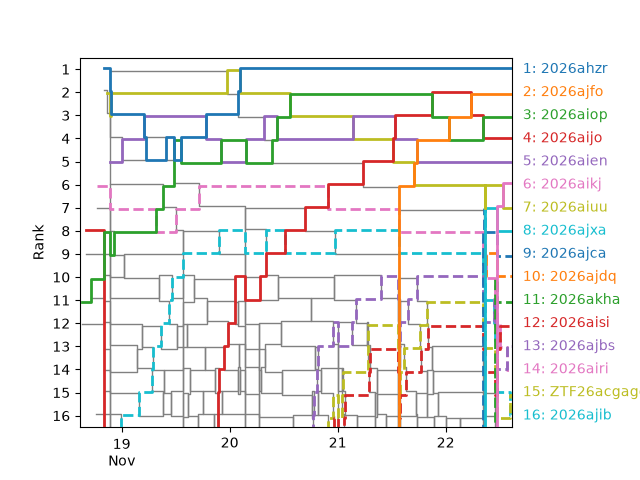 Rank
1
2
3
4
5
6
7
8
9
10
11
12
13
14
15
16
19
20
21
22
Nov
1: 2026ahzr
2: 2026ajfo
3: 2026aiop
4: 2026aijo
5: 2026aien
6: 2026aikj
7: 2026aiuu
8: 2026ajxa
9: 2026ajca
10: 2026ajdq
11: 2026akha
12: 2026aisi
13: 2026ajbs
14: 2026airi
15: ZTF26acgag
16: 2026ajib